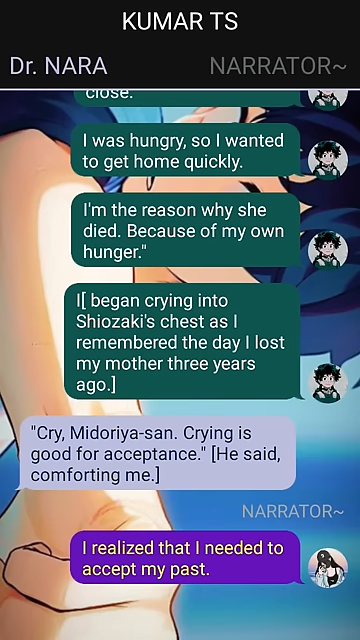 KUMAR TS
Dr. NARA
NARRATOR~
close.
I was hungry, so I wanted
to get home quickly.
I'm the reason why she
died. Because of my own
hunger."
I[ began crying into
Shiozaki's chest as I
remembered the day I lost
my mother three years
ago.]
"Cry, Midoriya-san. Crying is
good for acceptance." [He said,
comforting me.]
NARRATOR~
I realized that I needed to
accept my past.